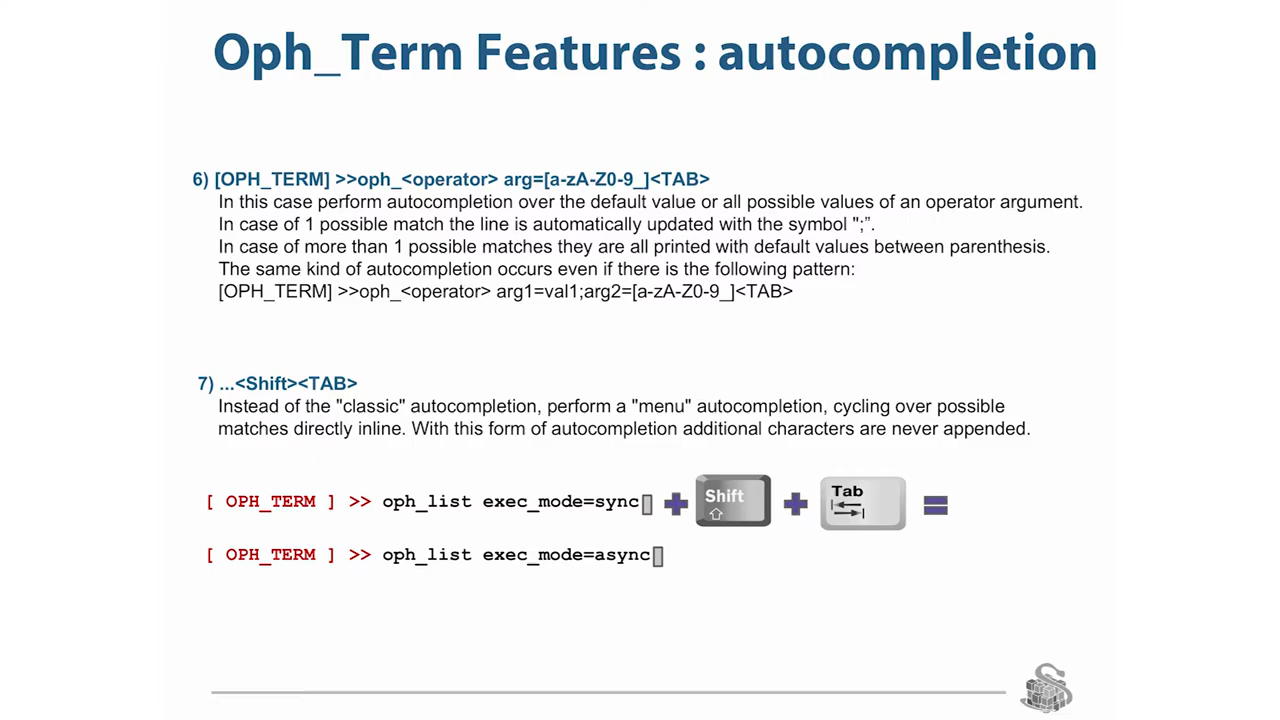 Oph_Term Features : autocompletion
6) [OPH_TERM] >>oph_<operator> arg=[a-zA-Z0-9_]<TAB>
In this case perform autocompletion over the default value or all possible values of an operator argument.
In case of 1 possible match the line is automatically updated with the symbol ";”.
In case of more than 1 possible matches they are all printed with default values between parenthesis.
The same kind of autocompletion occurs even if there is the following pattern:
[OPH_TERM] >>oph_<operator> arg1=val1;arg2=[a-zA-Z0-9_]<TAB>
7) ...<Shift><TAB>
Instead of the "classic" autocompletion, perform a "menu" autocompletion, cycling over possible
matches directly inline. With this form of autocompletion additional characters are never appended.
[ OPH_TERM ] >> oph_list exec_mode=sync + Shift + Tab =
[ OPH_TERM ] >> oph_list exec_mode=async